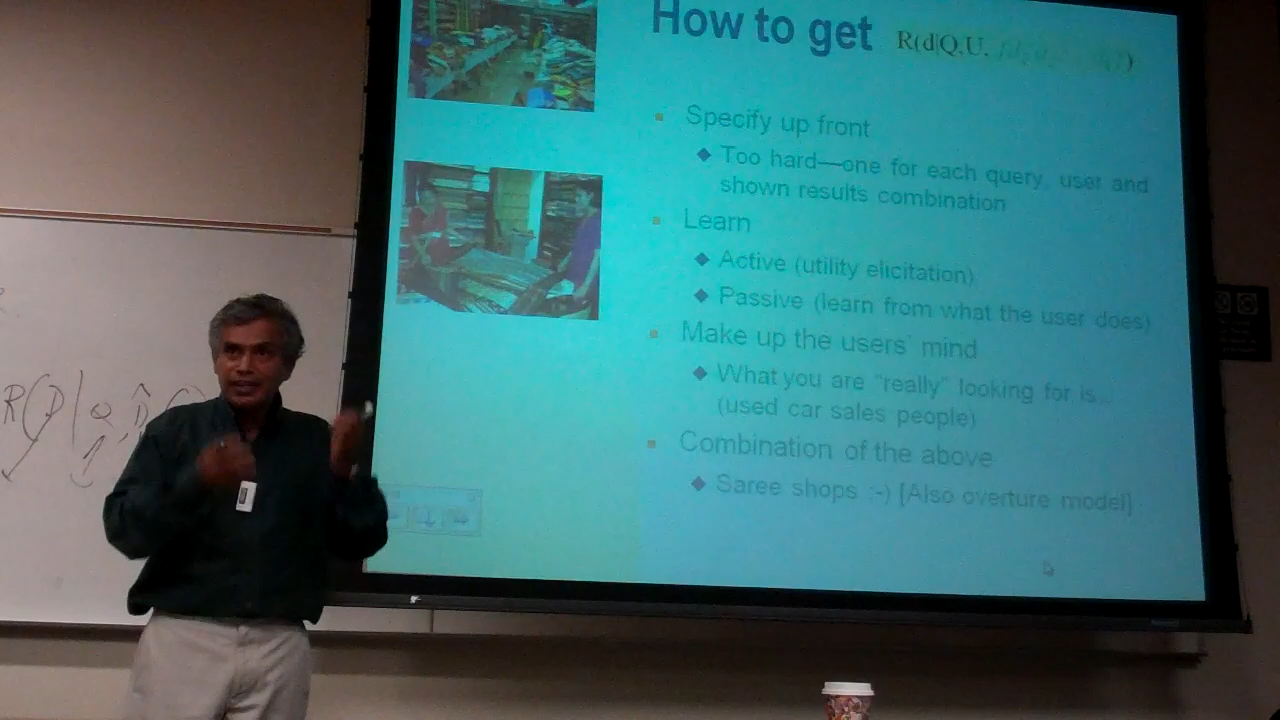 How to get R(d|Q,U,
Specify up front
Too hard—one for each query, user and
shown results combination
Learn
Active (utility elicitation)
Passive (learn from what the user does)
Make up the users' mind
What you are "really" looking for is..
(used car sales people)
Combination of the above
Saree shops :-) [Also overture model]
R(D|Q,